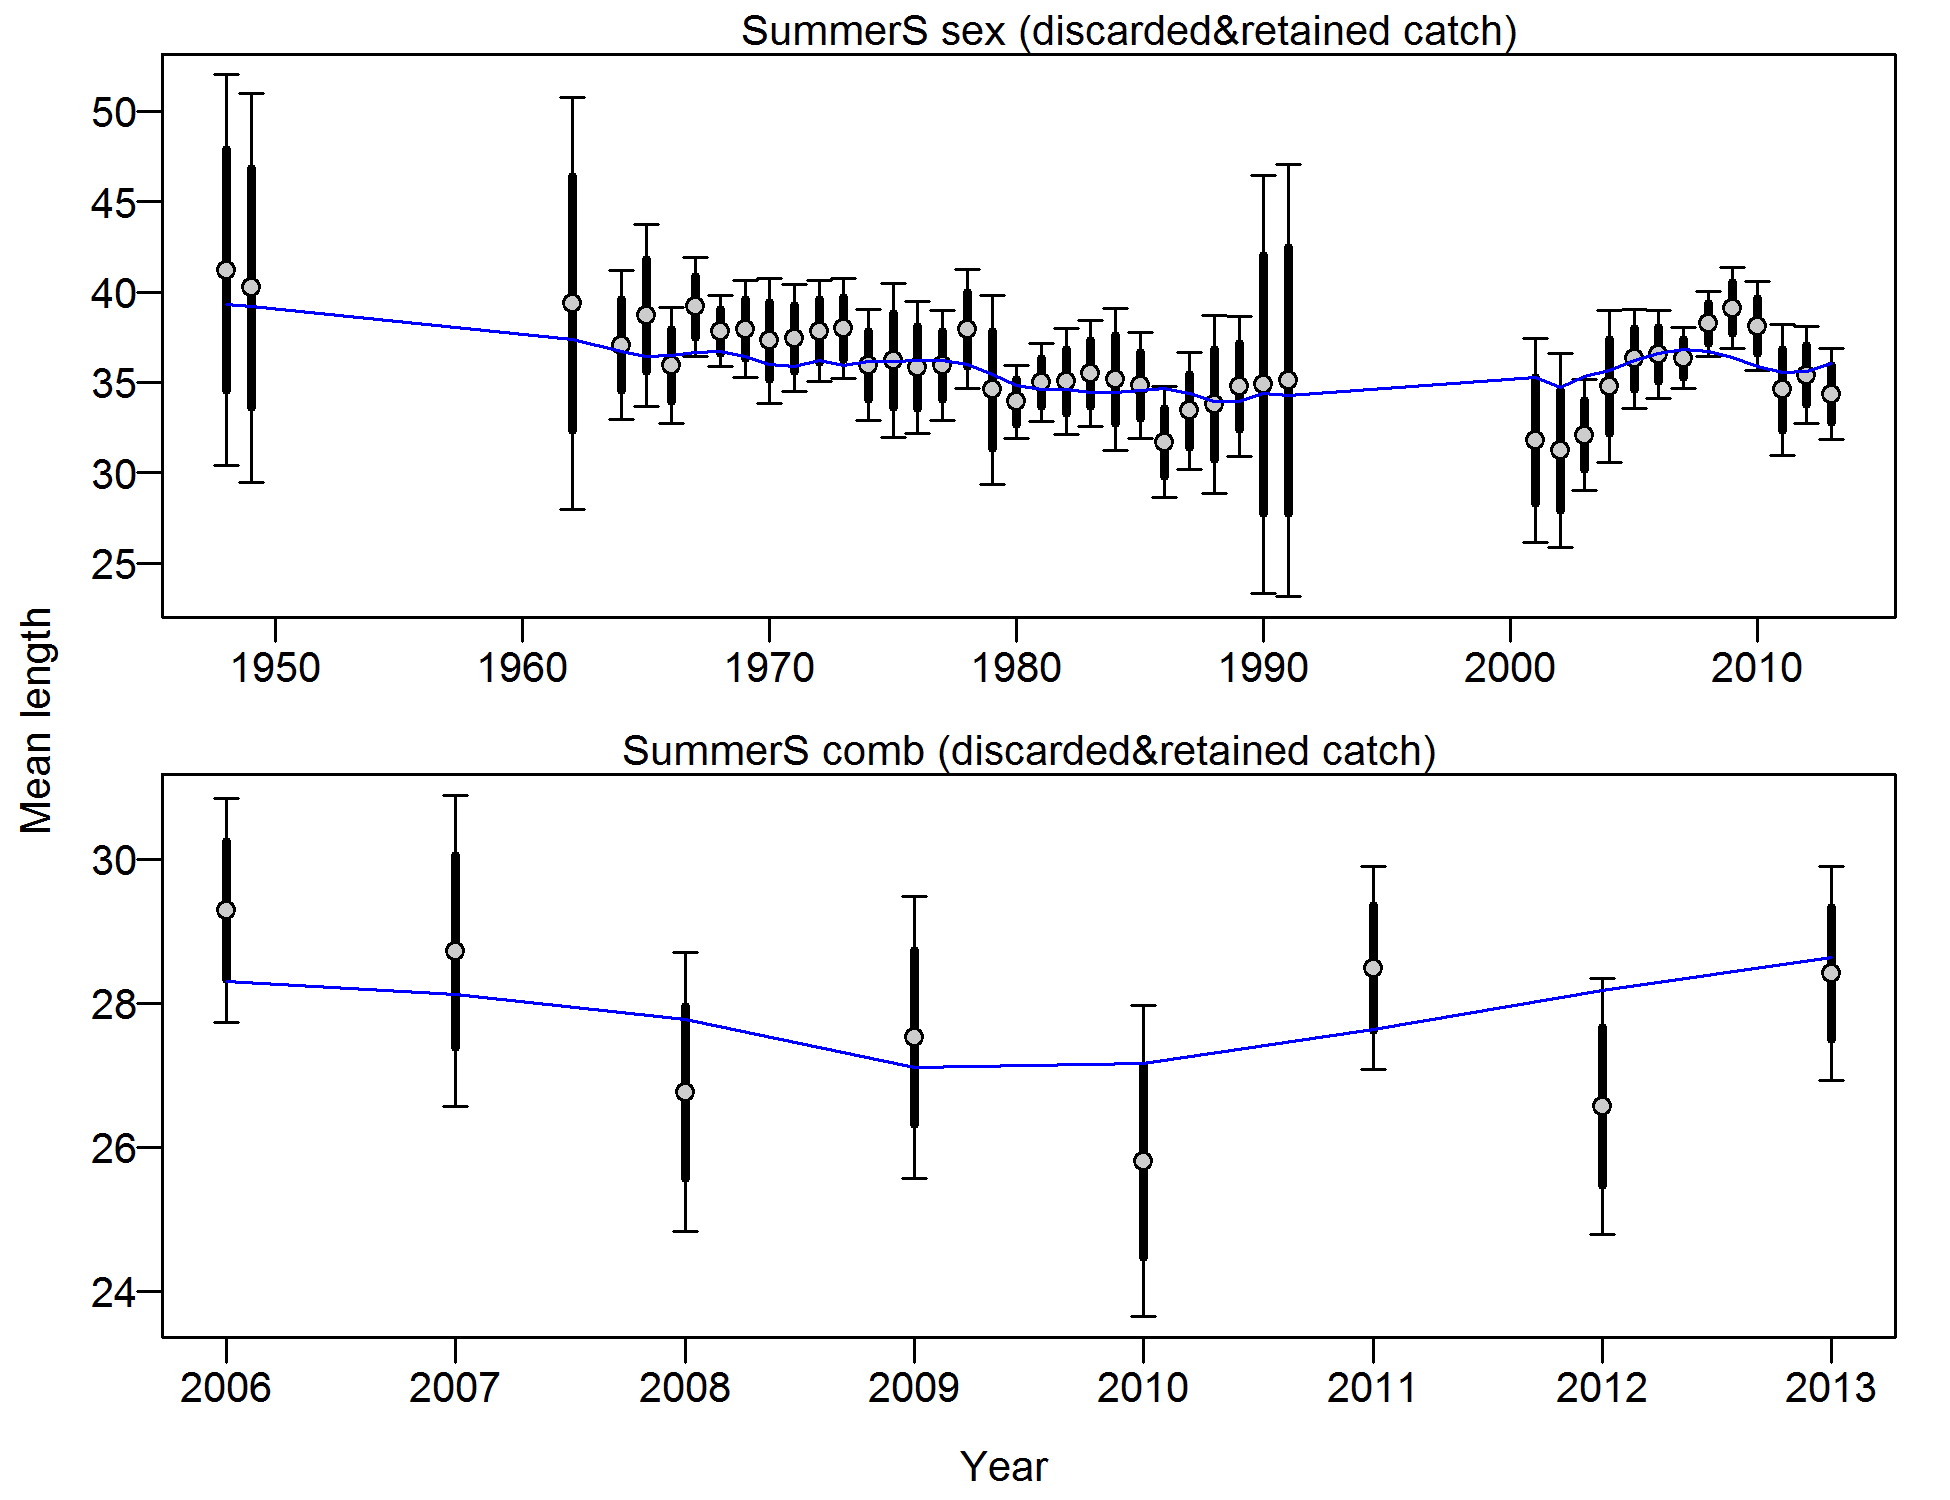 SummerS sex (discarded&retained catch)
50
45
40
35
30
25
1950 1960 1970 1980 1990 2000 2010
Mean length
SummerS comb (discarded&retained catch)
30
28
26
24
2006 2007 2008 2009 2010 2011 2012 2013
Year